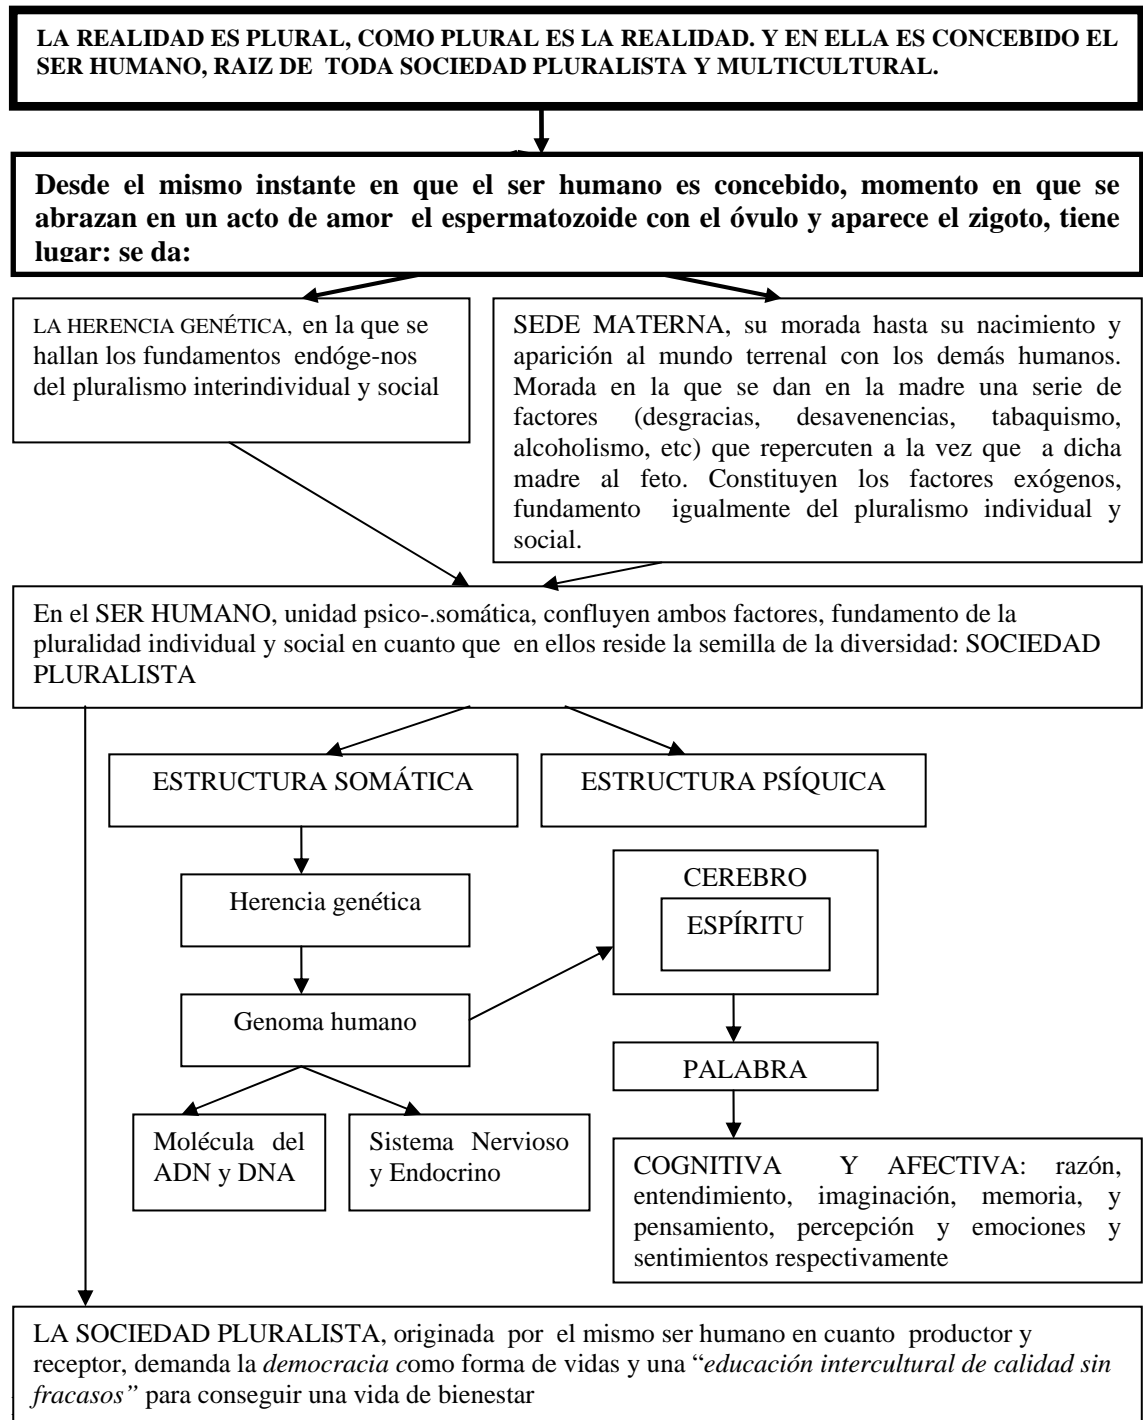 LA REALIDAD ES PLURAL, COMO PLURAL ES LA REALIDAD. Y EN ELLA ES CONCEBIDO EL
SER HUMANO, RAIZ DE TODA SOCIEDAD PLURALISTA Y MULTICULTURAL.
Desde el mismo instante en que el ser humano es concebido, momento en que se
abrazan en un acto de amor el espermatozoide con el óvulo y aparece el zigoto, tiene
lugar: se da:
LA HERENCIA GENÉTICA, en la que se
hallan los fundamentos endóge-nos
del pluralismo interindividual y social
SEDE MATERNA, su morada hasta su nacimiento y
aparición al mundo terrenal con los demás humanos.
Morada en la que se dan en la madre una serie de
factores (desgracias, desavenencias, tabaquismo,
alcoholismo, etc) que repercuten a la vez que a dicha
madre al feto. Constituyen los factores exógenos,
fundamento igualmente del pluralismo individual y
social.
En el SER HUMANO, unidad psico-.somática, confluyen ambos factores, fundamento de la
pluralidad individual y social en cuanto que en ellos reside la semilla de la diversidad: SOCIEDAD
PLURALISTA
ESTRUCTURA SOMÁTICA
ESTRUCTURA PSÍQUICA
Herencia genética
CEREBRO
ESPÍRITU
Genoma humano
PALABRA
Molécula del
ADN y DNA
Sistema Nervioso
y Endocrino
COGNITIVA Y AFECTIVA: razón,
entendimiento, imaginación, memoria, y
pensamiento, percepción y emociones y
sentimientos respectivamente
LA SOCIEDAD PLURALISTA, originada por el mismo ser humano en cuanto productor y
receptor, demanda la democracia como forma de vidas y una “educación intercultural de calidad sin
fracasos” para conseguir una vida de bienestar